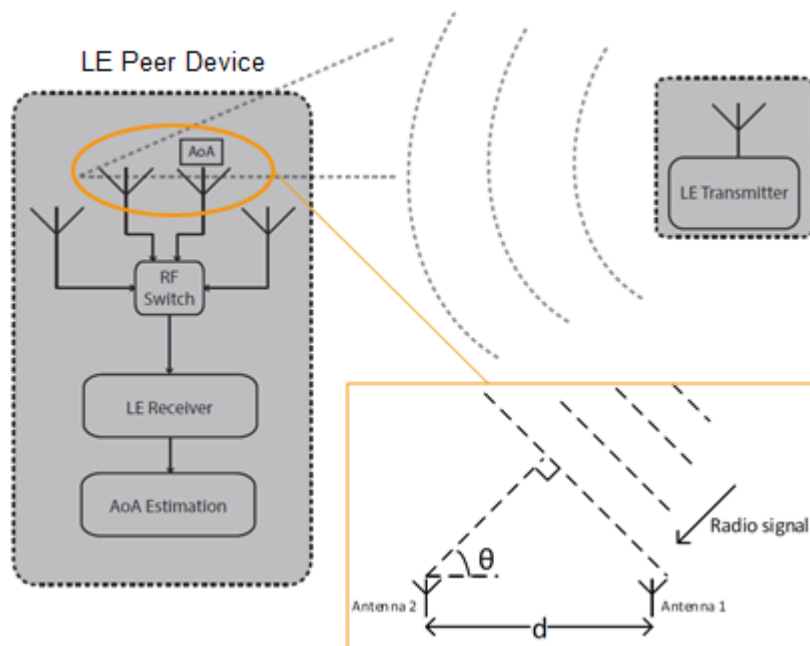 LE Peer Device
AoA
LE Transmitter
RF
Switch
LE Receiver
AoA Estimation
Radio signal
θ
Antenna 2
Antenna 1
d